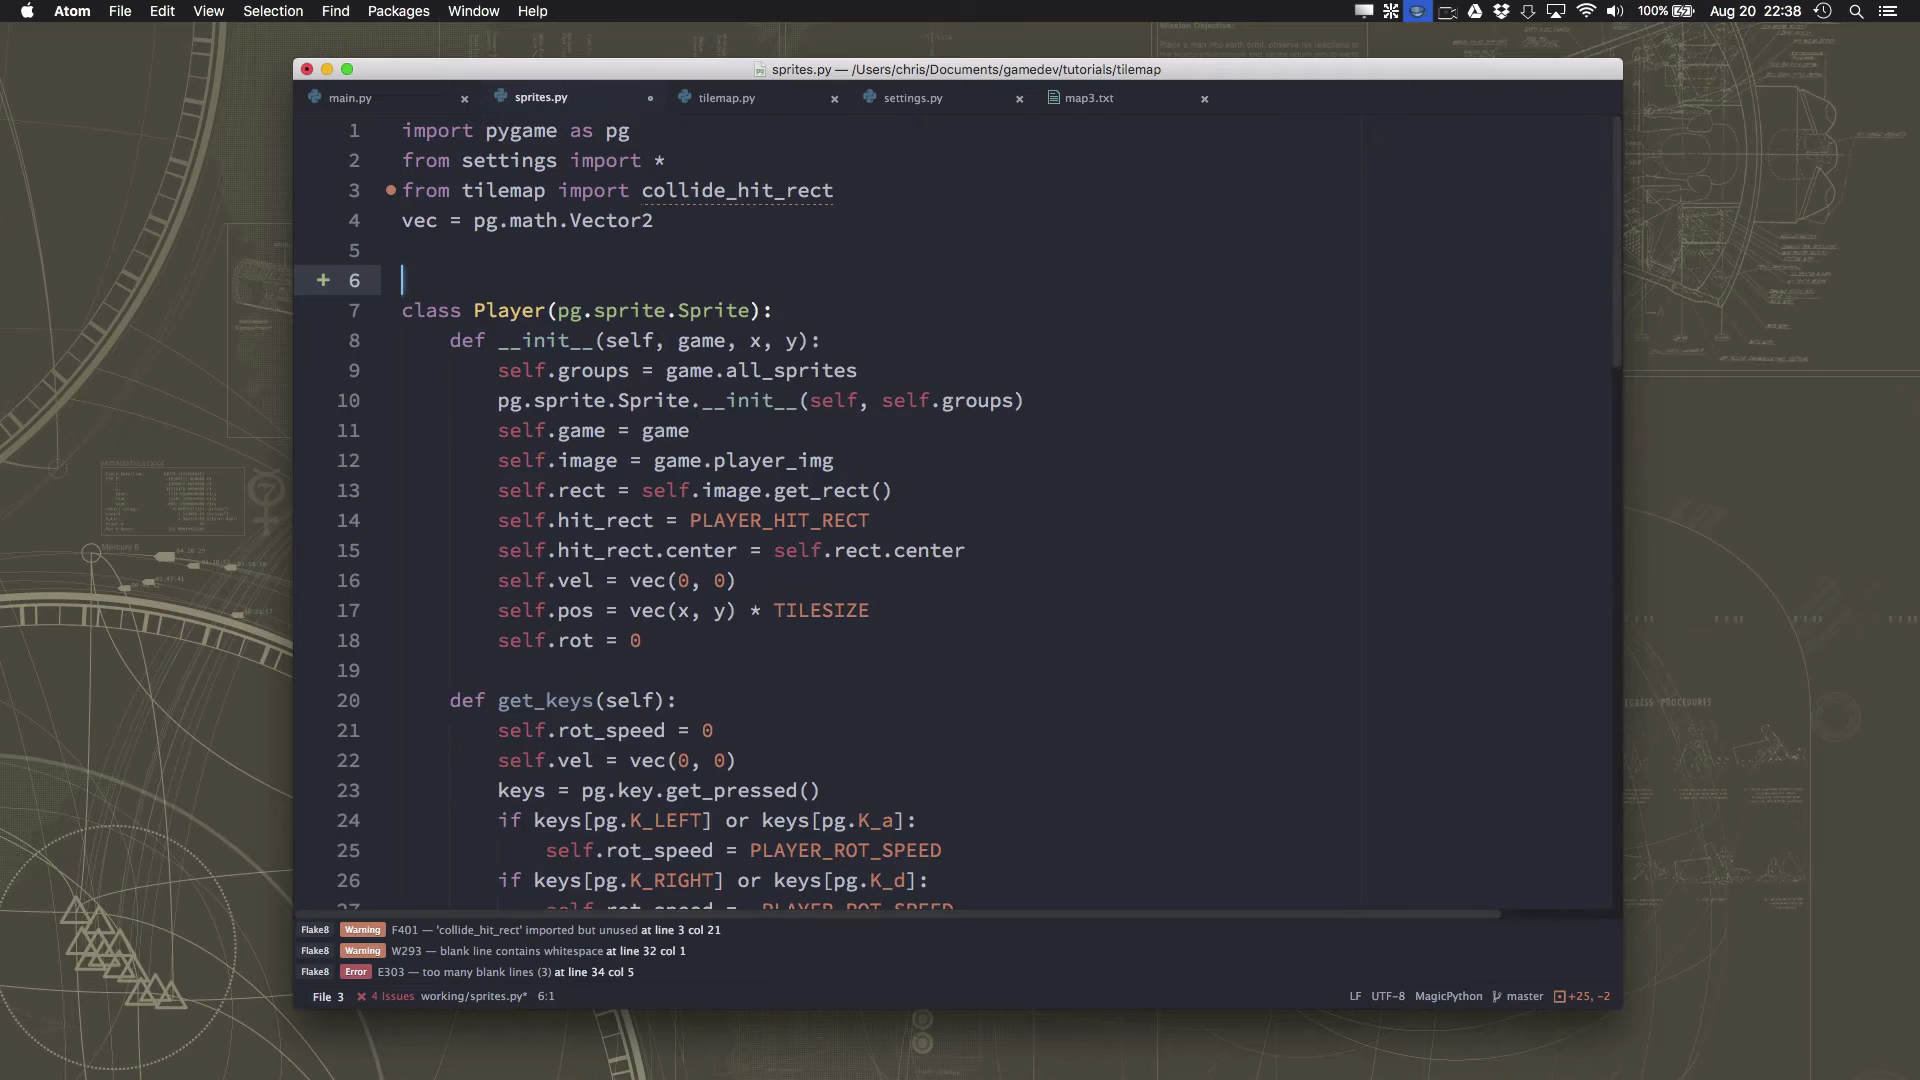 Atom File Edit View Selection Find Packages Window Help 100% Aug 20 22:38
sprites.py — /Users/chris/Documents/gamedev/tutorials/tilemap
main.py sprites.py tilemap.py settings.py map3.txt
1 import pygame as pg
2 from settings import *
3 from tilemap import collide_hit_rect
4 vec = pg.math.Vector2
5
+ 6
7 class Player(pg.sprite.Sprite):
8 def __init__(self, game, x, y):
9 self.groups = game.all_sprites
10 pg.sprite.Sprite.__init__(self, self.groups)
11 self.game = game
12 self.image = game.player_img
13 self.rect = self.image.get_rect()
14 self.hit_rect = PLAYER_HIT_RECT
15 self.hit_rect.center = self.rect.center
16 self.vel = vec(0, 0)
17 self.pos = vec(x, y) * TILESIZE
18 self.rot = 0
19
20 def get_keys(self):
21 self.rot_speed = 0
22 self.vel = vec(0, 0)
23 keys = pg.key.get_pressed()
24 if keys[pg.K_LEFT] or keys[pg.K_a]:
25 self.rot_speed = PLAYER_ROT_SPEED
26 if keys[pg.K_RIGHT] or keys[pg.K_d]:
27 self.rot_speed = -PLAYER_ROT_SPEED
Flake8 Warning F401 — 'collide_hit_rect' imported but unused at line 3 col 21
Flake8 Warning W293 — blank line contains whitespace at line 32 col 1
Flake8 Error E303 — too many blank lines (3) at line 34 col 5
File 3 4 Issues working/sprites.py* 6:1 LF UTF-8 MagicPython master +25, -2
Mission Objective:
Mercury 6